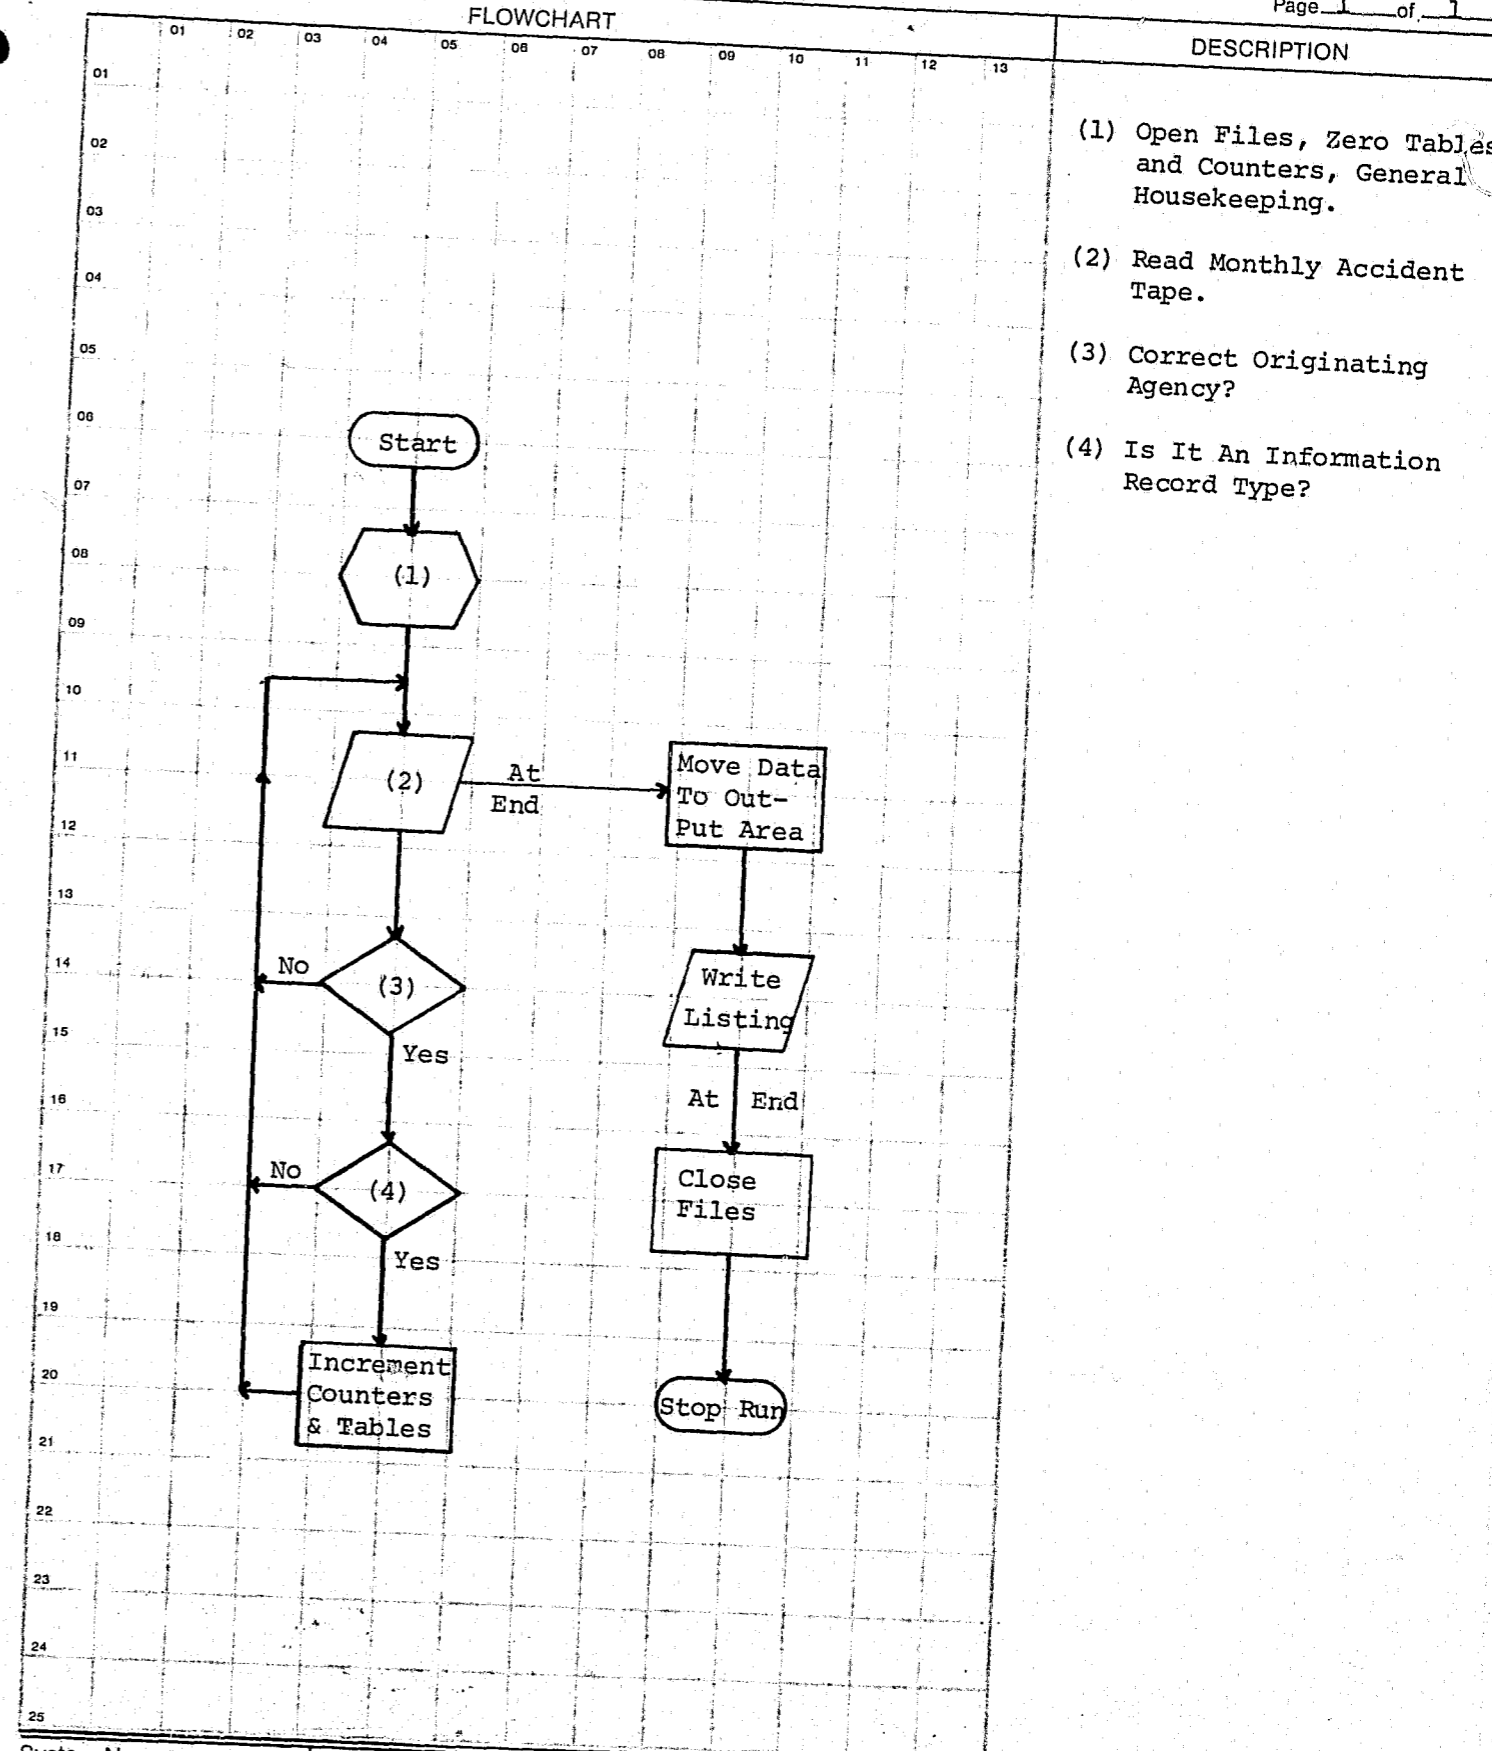 Page 1 of 1
FLOWCHART
DESCRIPTION
01 02 03 04 05 06 07 08 09 10 11 12 13
01
02
03
04
05
06
07
08
09
10
11
12
13
14
15
16
17
18
19
20
21
22
23
24
25
Start
(1)
(2)
At
End
(3)
No
Yes
(4)
No
Yes
Increment
Counters
& Tables
Move Data
To Out-
Put Area
Write
Listing
At End
Close
Files
Stop Run
(1) Open Files, Zero Tables
and Counters, General
Housekeeping.
(2) Read Monthly Accident
Tape.
(3) Correct Originating
Agency?
(4) Is It An Information
Record Type?